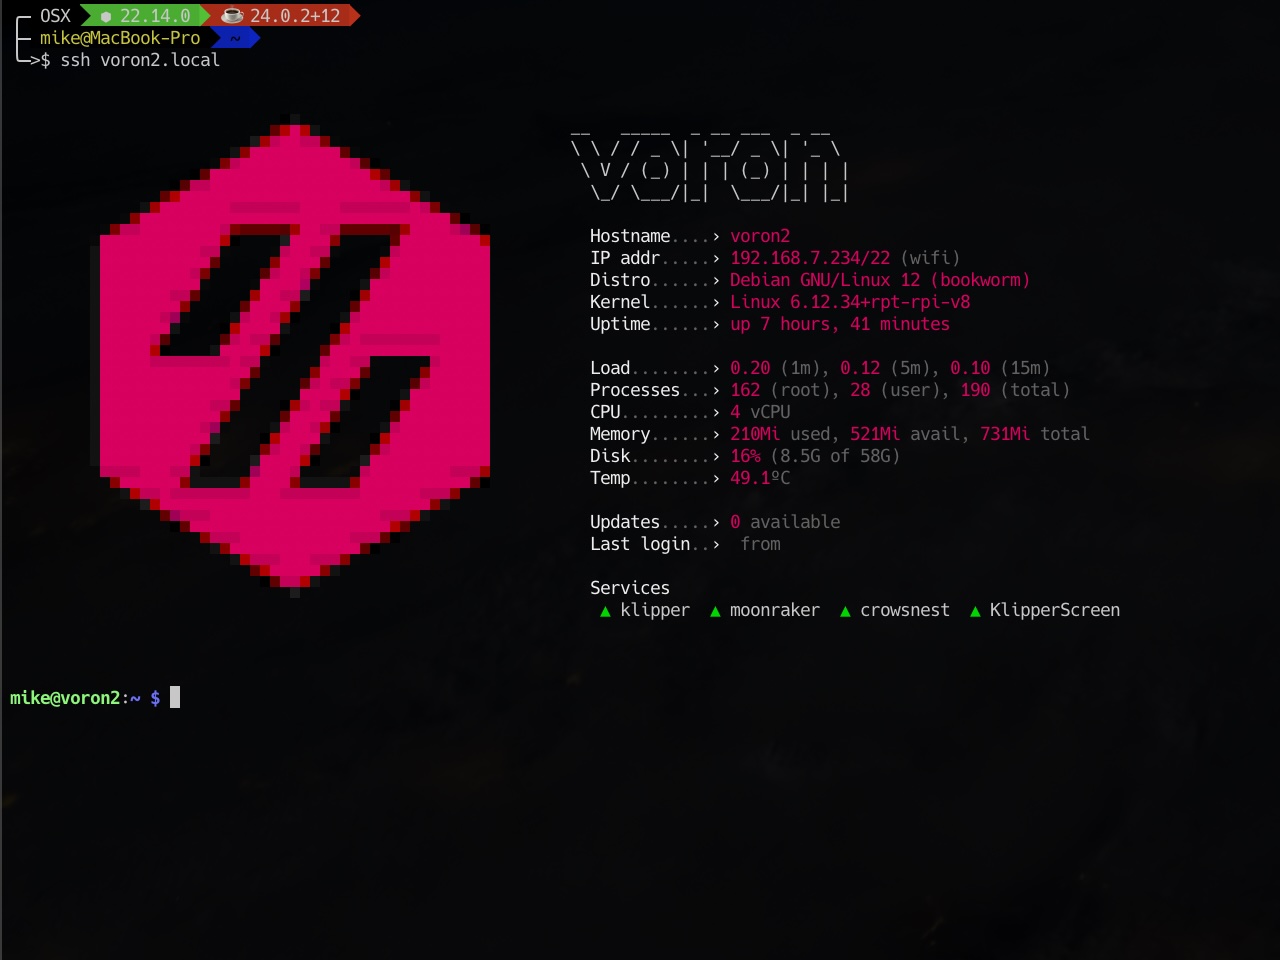 OSX ⬢ 22.14.0 ☕ 24.0.2+12
mike@MacBook-Pro ~
>$ ssh voron2.local
voron
Hostname....› voron2
IP addr.....› 192.168.7.234/22 (wifi)
Distro......› Debian GNU/Linux 12 (bookworm)
Kernel......› Linux 6.12.34+rpt-rpi-v8
Uptime......› up 7 hours, 41 minutes
Load........› 0.20 (1m), 0.12 (5m), 0.10 (15m)
Processes...› 162 (root), 28 (user), 190 (total)
CPU.........› 4 vCPU
Memory......› 210Mi used, 521Mi avail, 731Mi total
Disk........› 16% (8.5G of 58G)
Temp........› 49.1ºC
Updates.....› 0 available
Last login..› from
Services
▲ klipper ▲ moonraker ▲ crowsnest ▲ KlipperScreen
mike@voron2:~ $